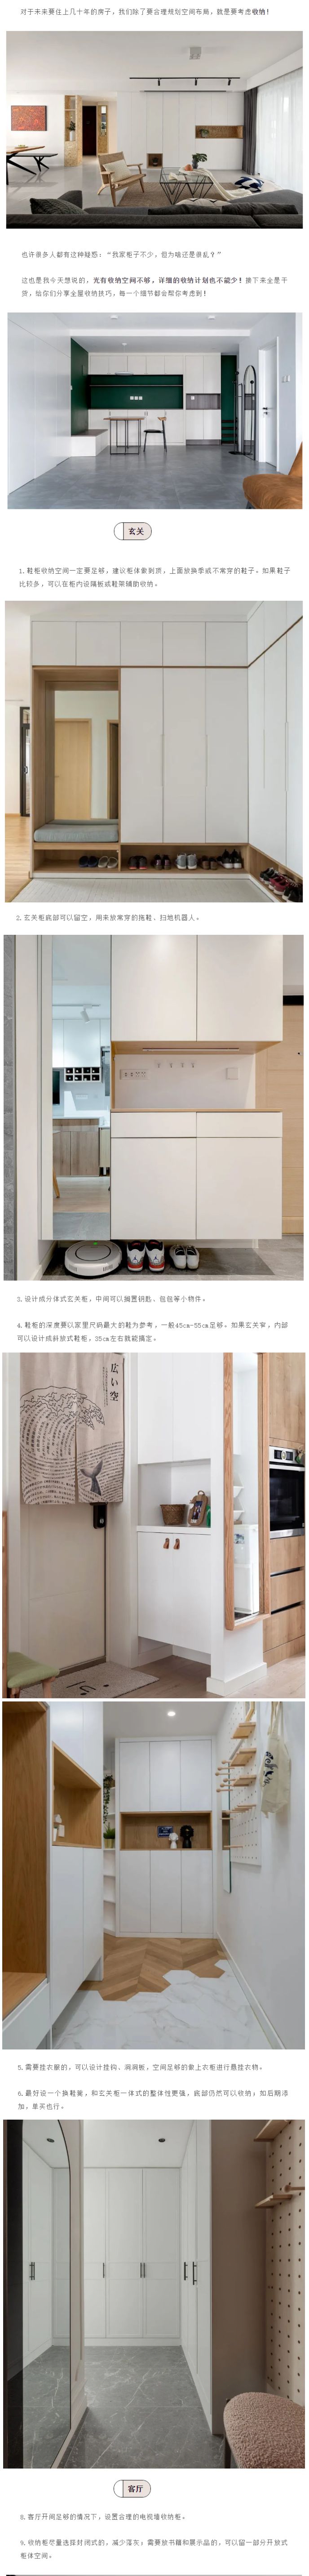 对于未来要住上几十年的房子，我们除了要合理规划空间布局，就是要考虑收纳！
也许很多人都有这种疑惑：“我家柜子不少，但为啥还是很乱？”
这也是我今天想说的，光有收纳空间不够，详细的收纳计划也不能少！接下来全是干
货，给你们分享全屋收纳技巧，每一个细节都会帮你考虑到！
玄关
1.鞋柜收纳空间一定要足够，建议柜体做到顶，上面放换季或不常穿的鞋子。如果鞋子
比较多，可以在柜内设隔板或鞋架辅助收纳。
2.玄关柜底部可以留空，用来放常穿的拖鞋、扫地机器人。
3.设计成分体式玄关柜，中间可以搁置钥匙、包包等小物件。
4.鞋柜的深度要以家里尺码最大的鞋为参考，一般45cm-55cm足够。如果玄关窄，内部
可以设计成斜放式鞋柜，35cm左右就能搞定。
広い空
5.需要挂衣服的，可以设计挂钩、洞洞板，空间足够的做上衣柜进行悬挂衣物。
6.最好设一个换鞋凳，和玄关柜一体式的整体性更强，底部仍然可以收纳；如后期添
加，单买也行。
客厅
8.客厅开间足够的情况下，设置合理的电视墙收纳柜。
9.收纳柜尽量选择封闭式的，减少落灰；需要放书籍和展示品的，可以留一部分开放式
柜体空间。